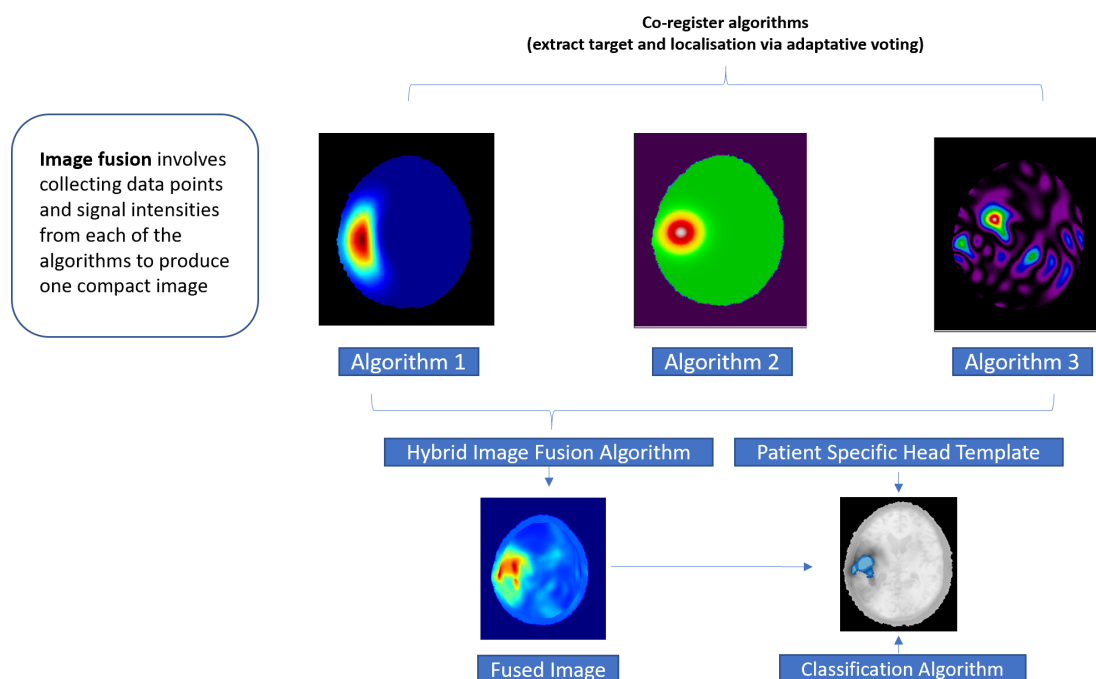 Co-register algorithms
(extract target and localisation via adaptative voting)
Image fusion involves
collecting data points
and signal intensities
from each of the
algorithms to produce
one compact image
Algorithm 1
Algorithm 2
Algorithm 3
Hybrid Image Fusion Algorithm
Patient Specific Head Template
Fused Image
Classification Algorithm